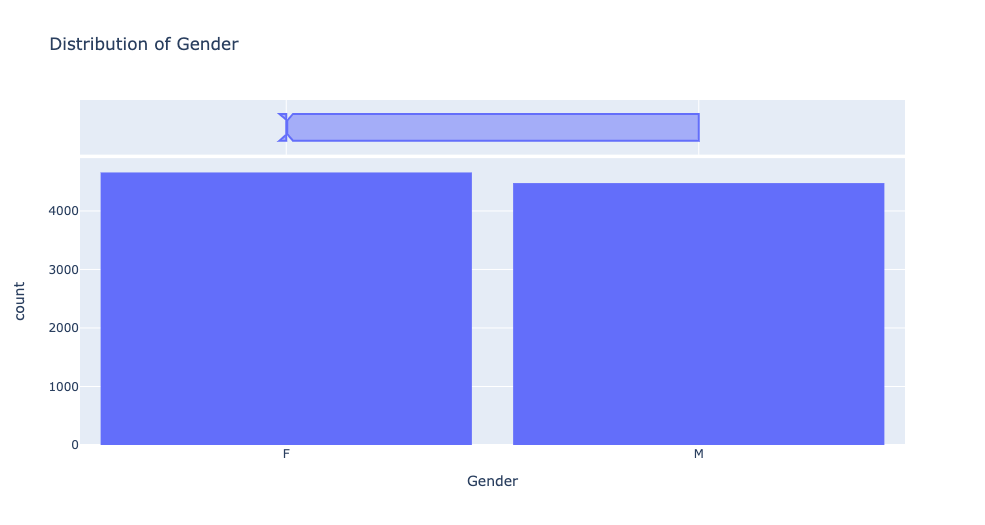 Distribution of Gender
4000
3000
2000
1000
0
count
F
M
Gender